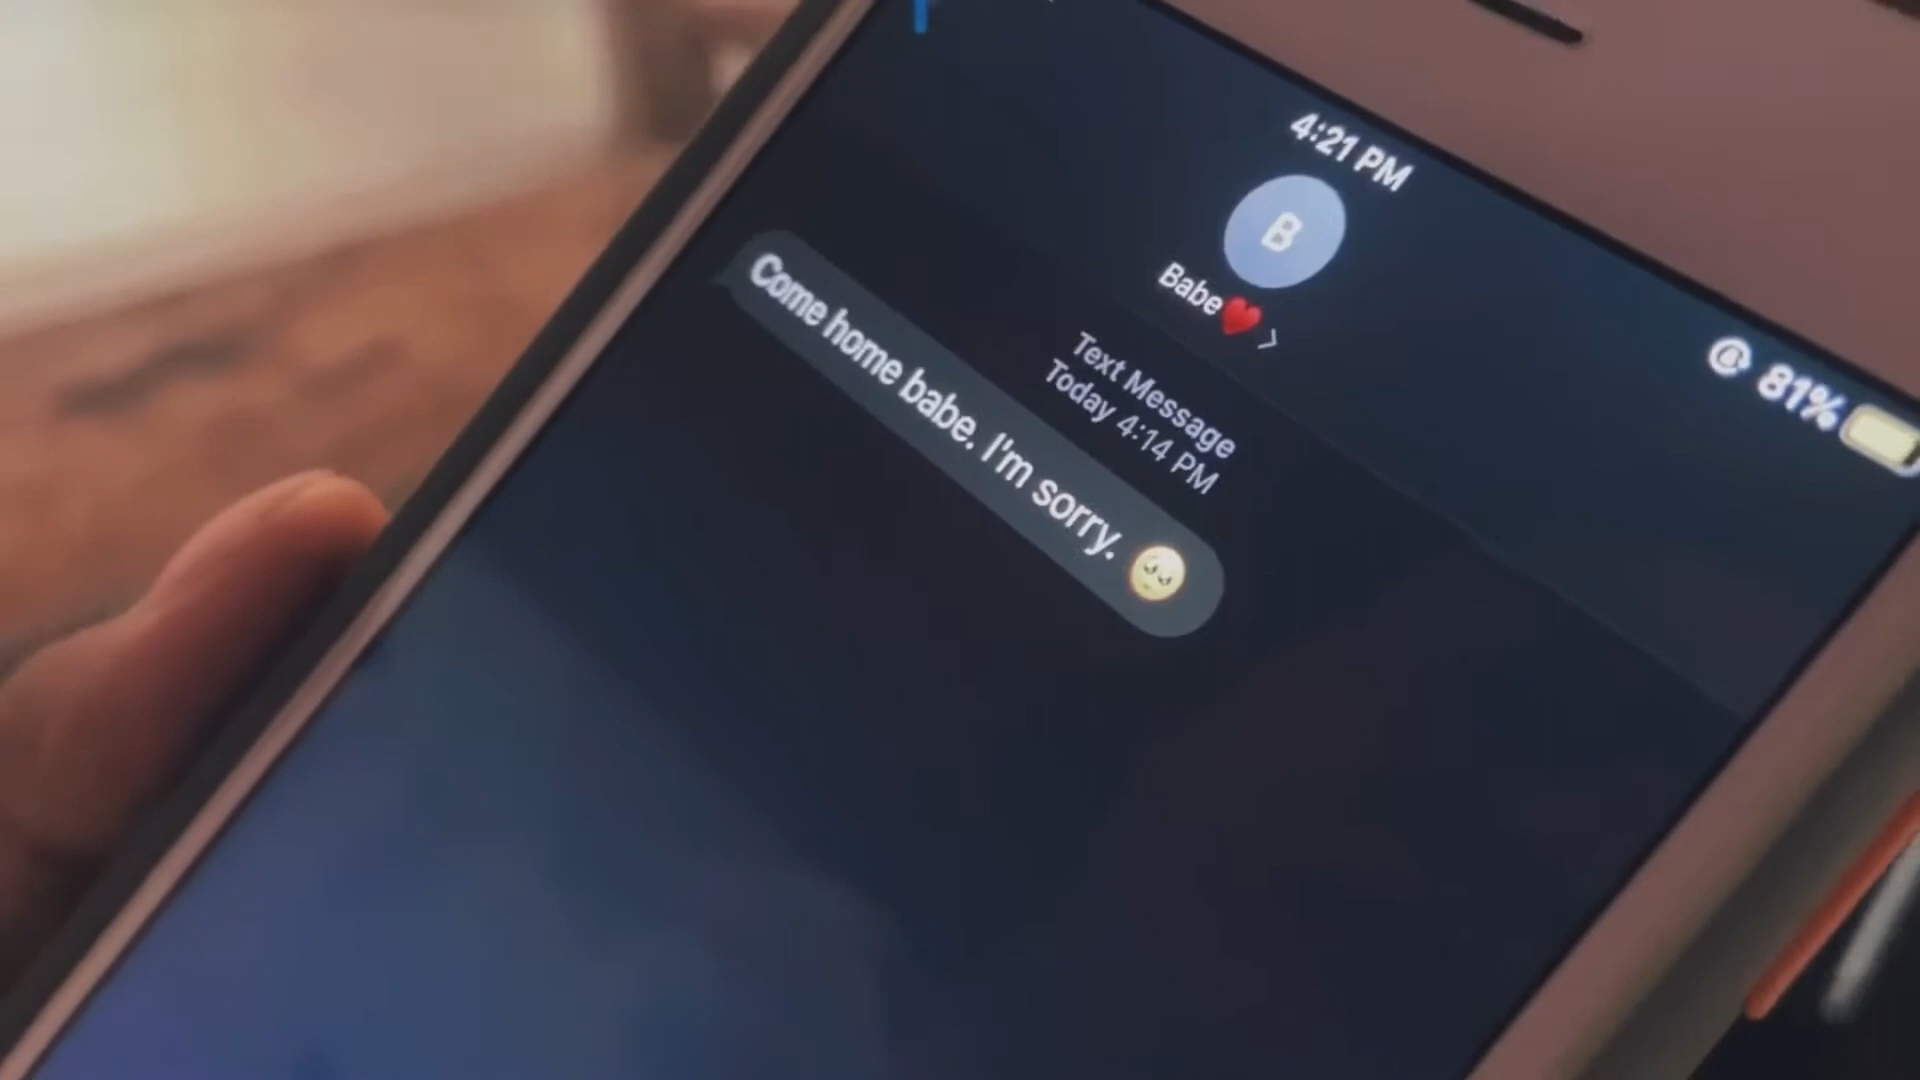 4:21 PM
81%
B
Babe❤️ >
Text Message
Today 4:14 PM
Come home babe. I'm sorry. 🥺